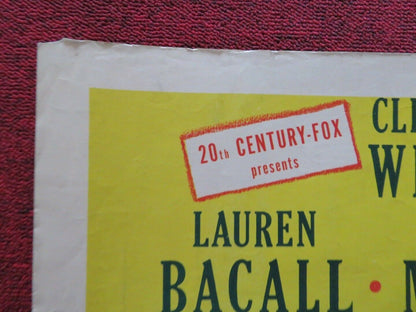 20th CENTURY-FOX
presents
LAUREN
BACALL •